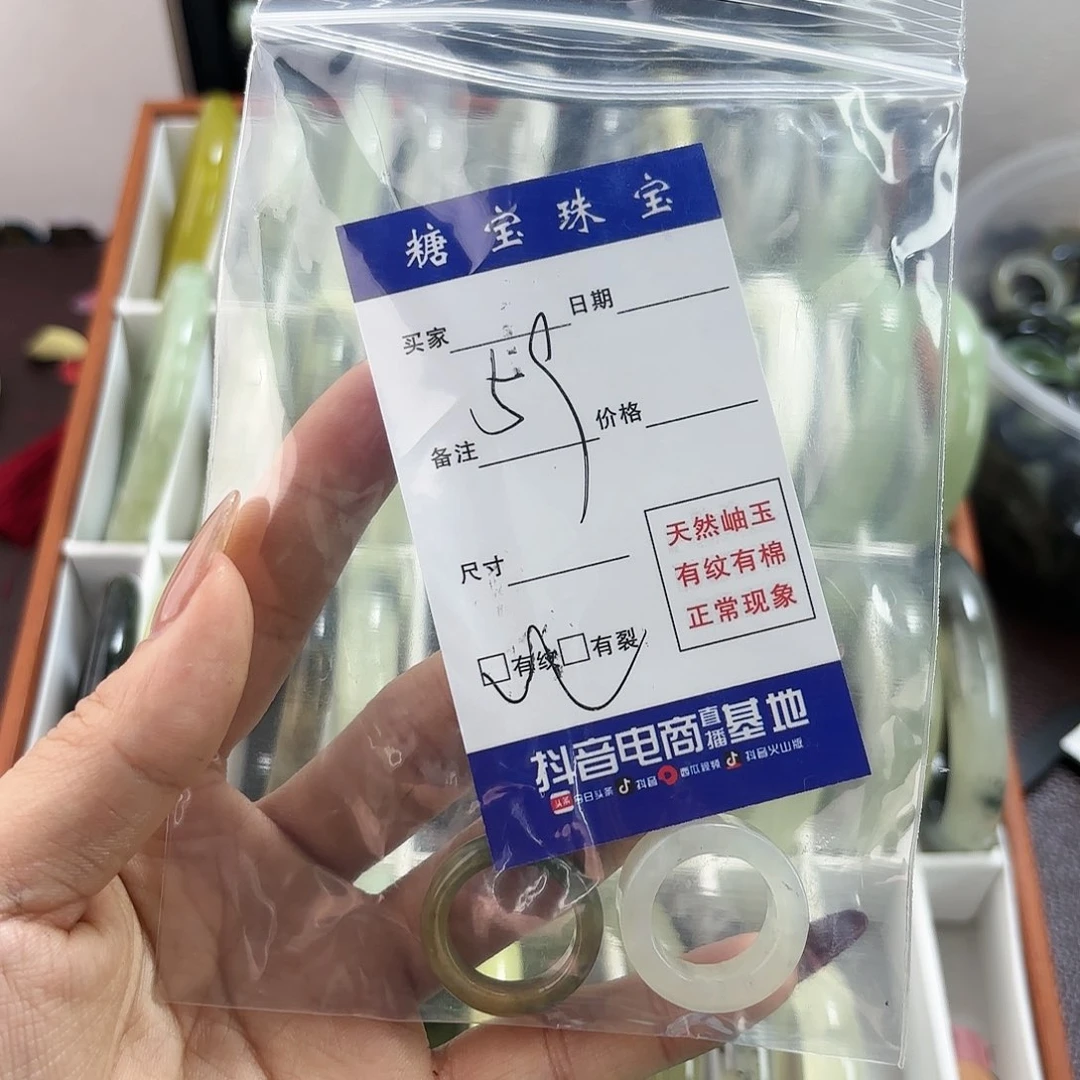 糖宝珠宝
买家 日期
59
备注 价格
尺寸
天然岫玉
有纹有棉
正常现象
□有纹 □有裂
抖音电商直播基地
今日头条 抖音 西瓜视频 抖音火山版